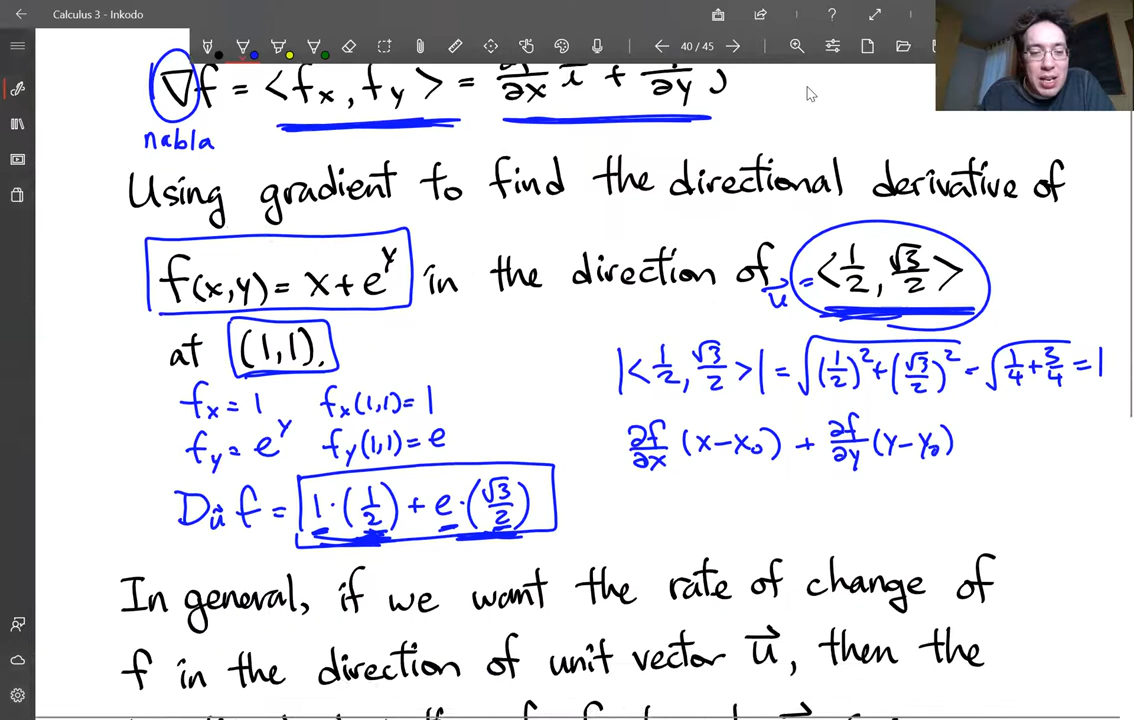 Calculus 3 - Inkodo
40 / 45
∇f = <fx, fy> = ∂f/∂x i + ∂f/∂y j
nabla
Using gradient to find the directional derivative of
f(x,y) = x + e^y in the direction of u⃗ = <1/2, √3/2>
at (1,1).
|<1/2, √3/2>| = √((1/2)² + (√3/2)²) = √(1/4 + 3/4) = 1
fx = 1 fx(1,1) = 1
fy = e^y fy(1,1) = e
∂f/∂x (x-x₀) + ∂f/∂y (y-y₀)
D_u⃗ f = 1·(1/2) + e·(√3/2)
In general, if we want the rate of change of
f in the direction of unit vector u⃗, then the